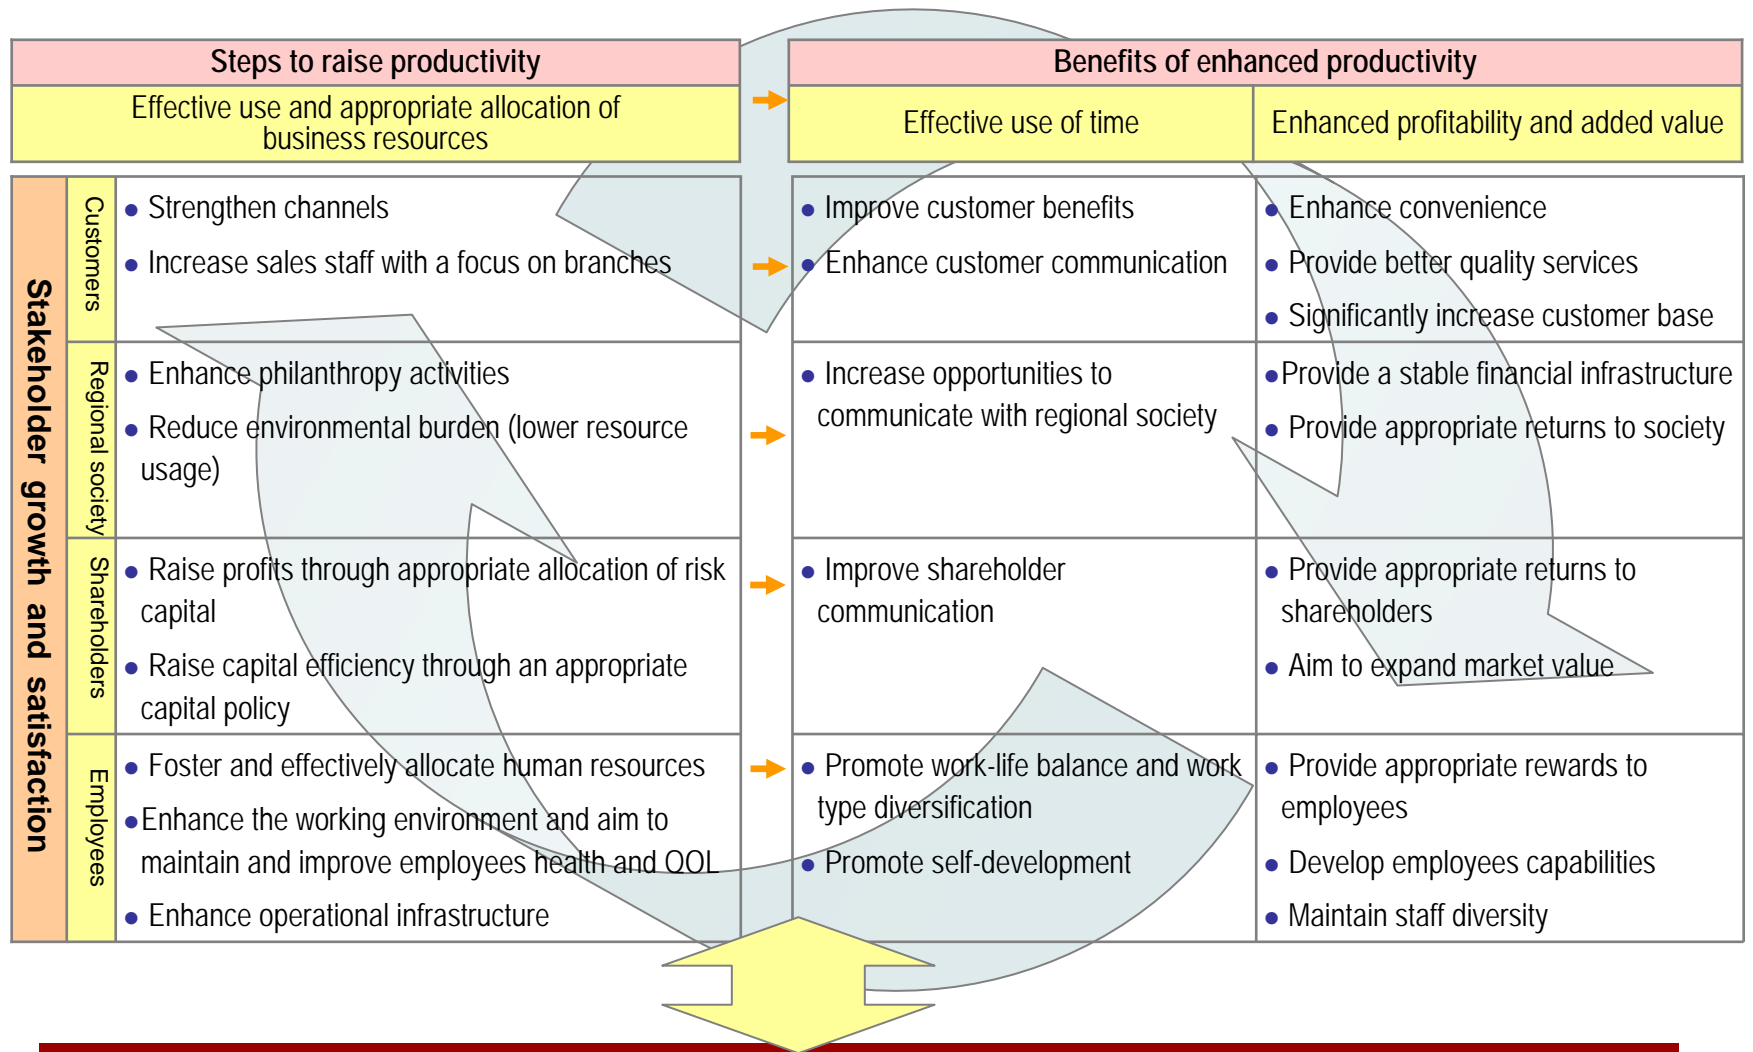 Steps to raise productivity
Benefits of enhanced productivity
Effective use and appropriate allocation of
business resources
Effective use of time
Enhanced profitability and added value
Stakeholder growth and satisfaction
Customers
● Strengthen channels
● Increase sales staff with a focus on branches
● Improve customer benefits
● Enhance customer communication
● Enhance convenience
● Provide better quality services
● Significantly increase customer base
Regional society
● Enhance philanthropy activities
● Reduce environmental burden (lower resource
usage)
● Increase opportunities to
communicate with regional society
● Provide a stable financial infrastructure
● Provide appropriate returns to society
Shareholders
● Raise profits through appropriate allocation of risk
capital
● Raise capital efficiency through an appropriate
capital policy
● Improve shareholder
communication
● Provide appropriate returns to
shareholders
● Aim to expand market value
Employees
● Foster and effectively allocate human resources
● Enhance the working environment and aim to
maintain and improve employees health and QOL
● Enhance operational infrastructure
● Promote work-life balance and work
type diversification
● Promote self-development
● Provide appropriate rewards to
employees
● Develop employees capabilities
● Maintain staff diversity